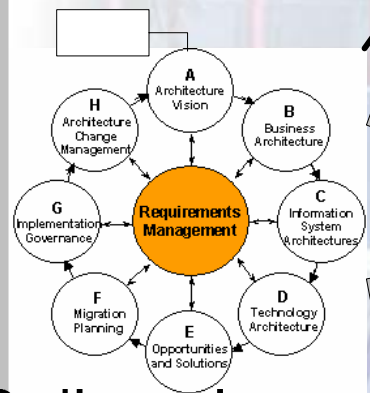 A
Architecture
Vision
B
Business
Architecture
C
Information
System
Architectures
D
Technology
Architecture
E
Opportunities
and Solutions
F
Migration
Planning
G
Implementation
Governance
H
Architecture
Change
Management
Requirements
Management